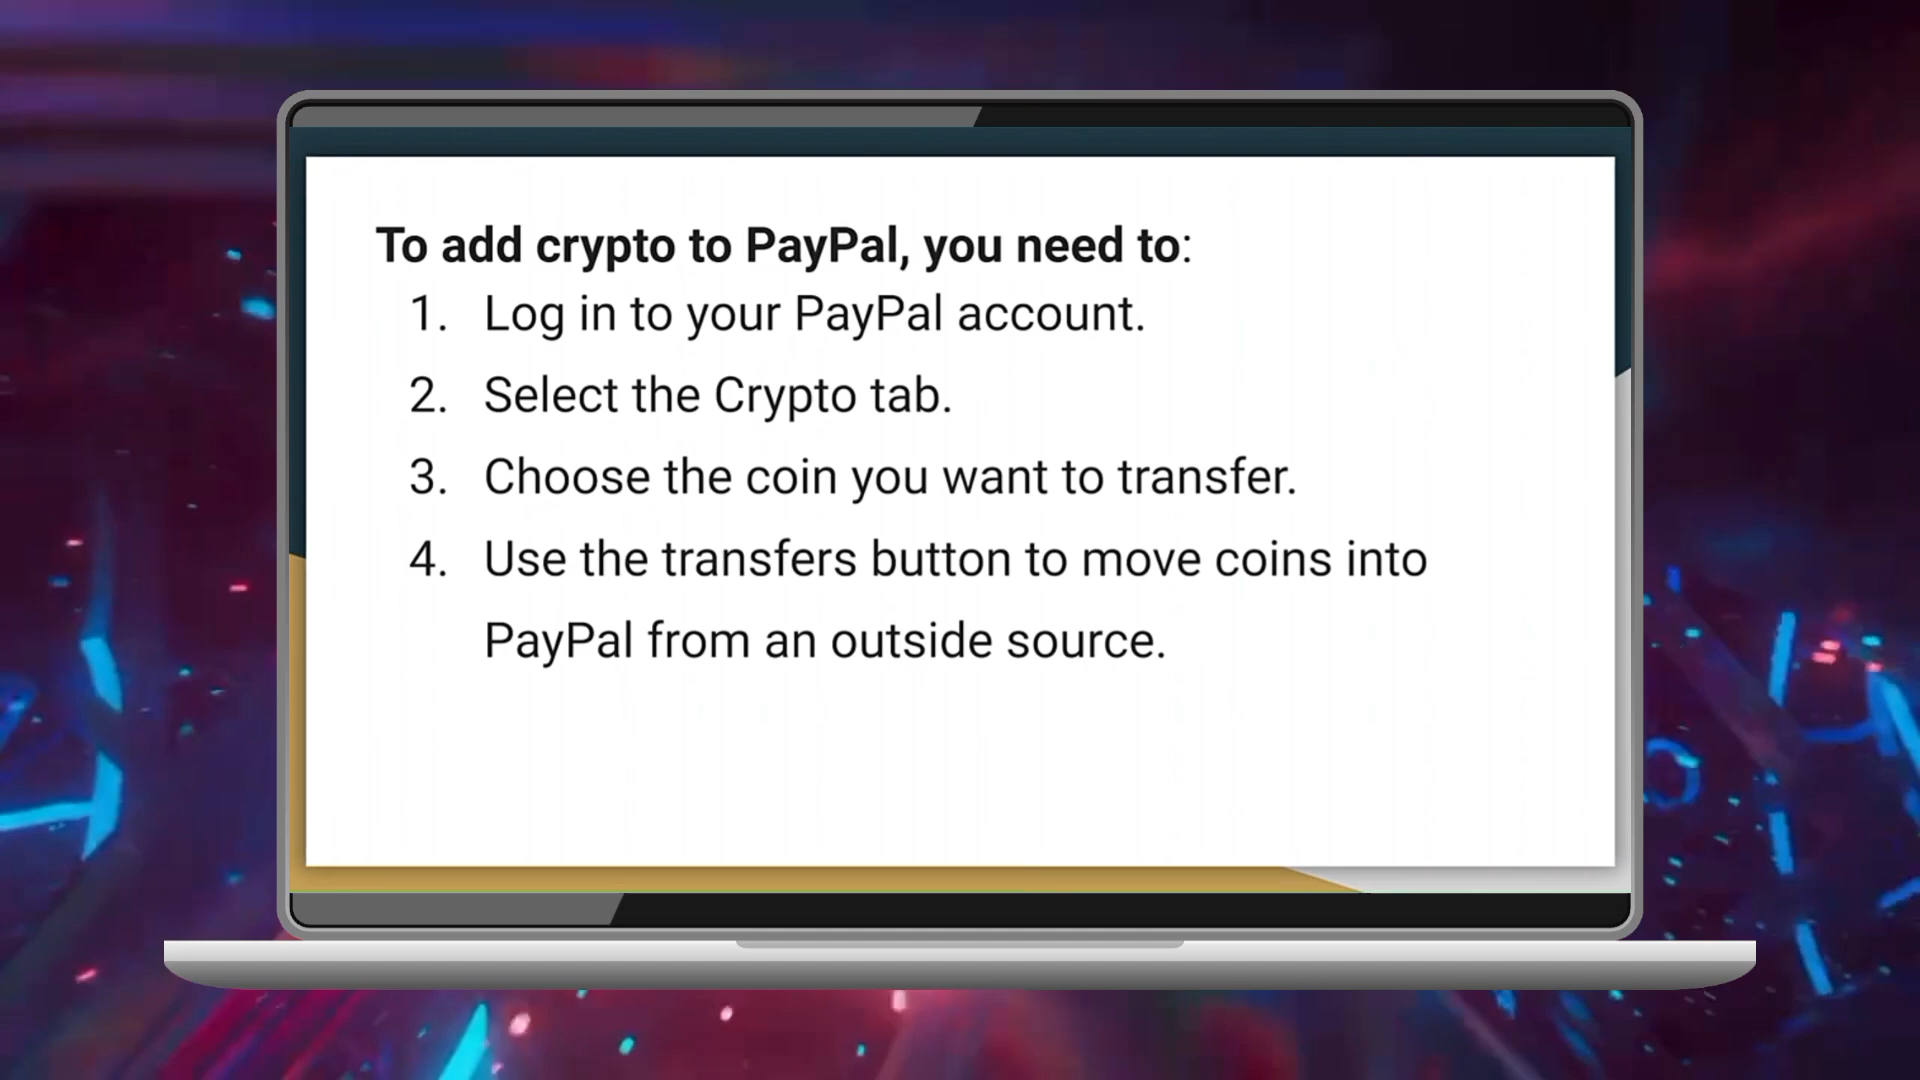 To add crypto to PayPal, you need to:
1. Log in to your PayPal account.
2. Select the Crypto tab.
3. Choose the coin you want to transfer.
4. Use the transfers button to move coins into
PayPal from an outside source.